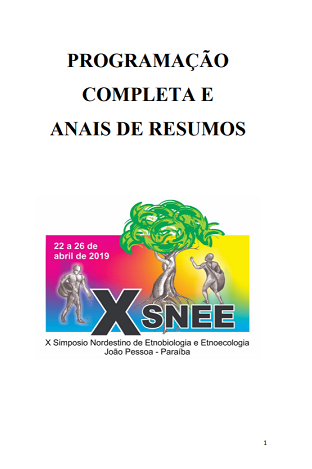 PROGRAMAÇÃO
COMPLETA E
ANAIS DE RESUMOS
22 a 26 de
abril de 2019
X SNEE
X Simposio Nordestino de Etnobiologia e Etnoecologia
João Pessoa - Paraíba
1